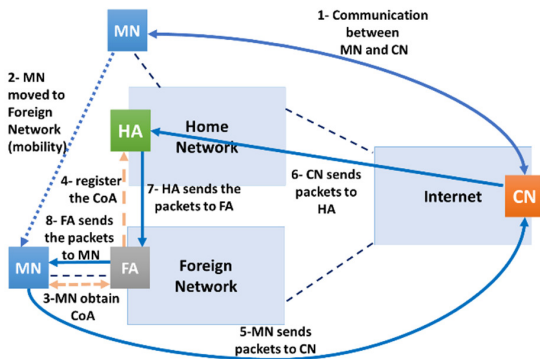 1- Communication
between
MN and CN
MN
2- MN
moved to
Foreign
Network
(mobility)
HA
Home
Network
4- register
the CoA
7- HA sends the
packets to FA
6- CN sends
packets to
HA
Internet
CN
8- FA sends
the packets
to MN
MN
FA
Foreign
Network
3-MN obtain
CoA
5-MN sends
packets to CN